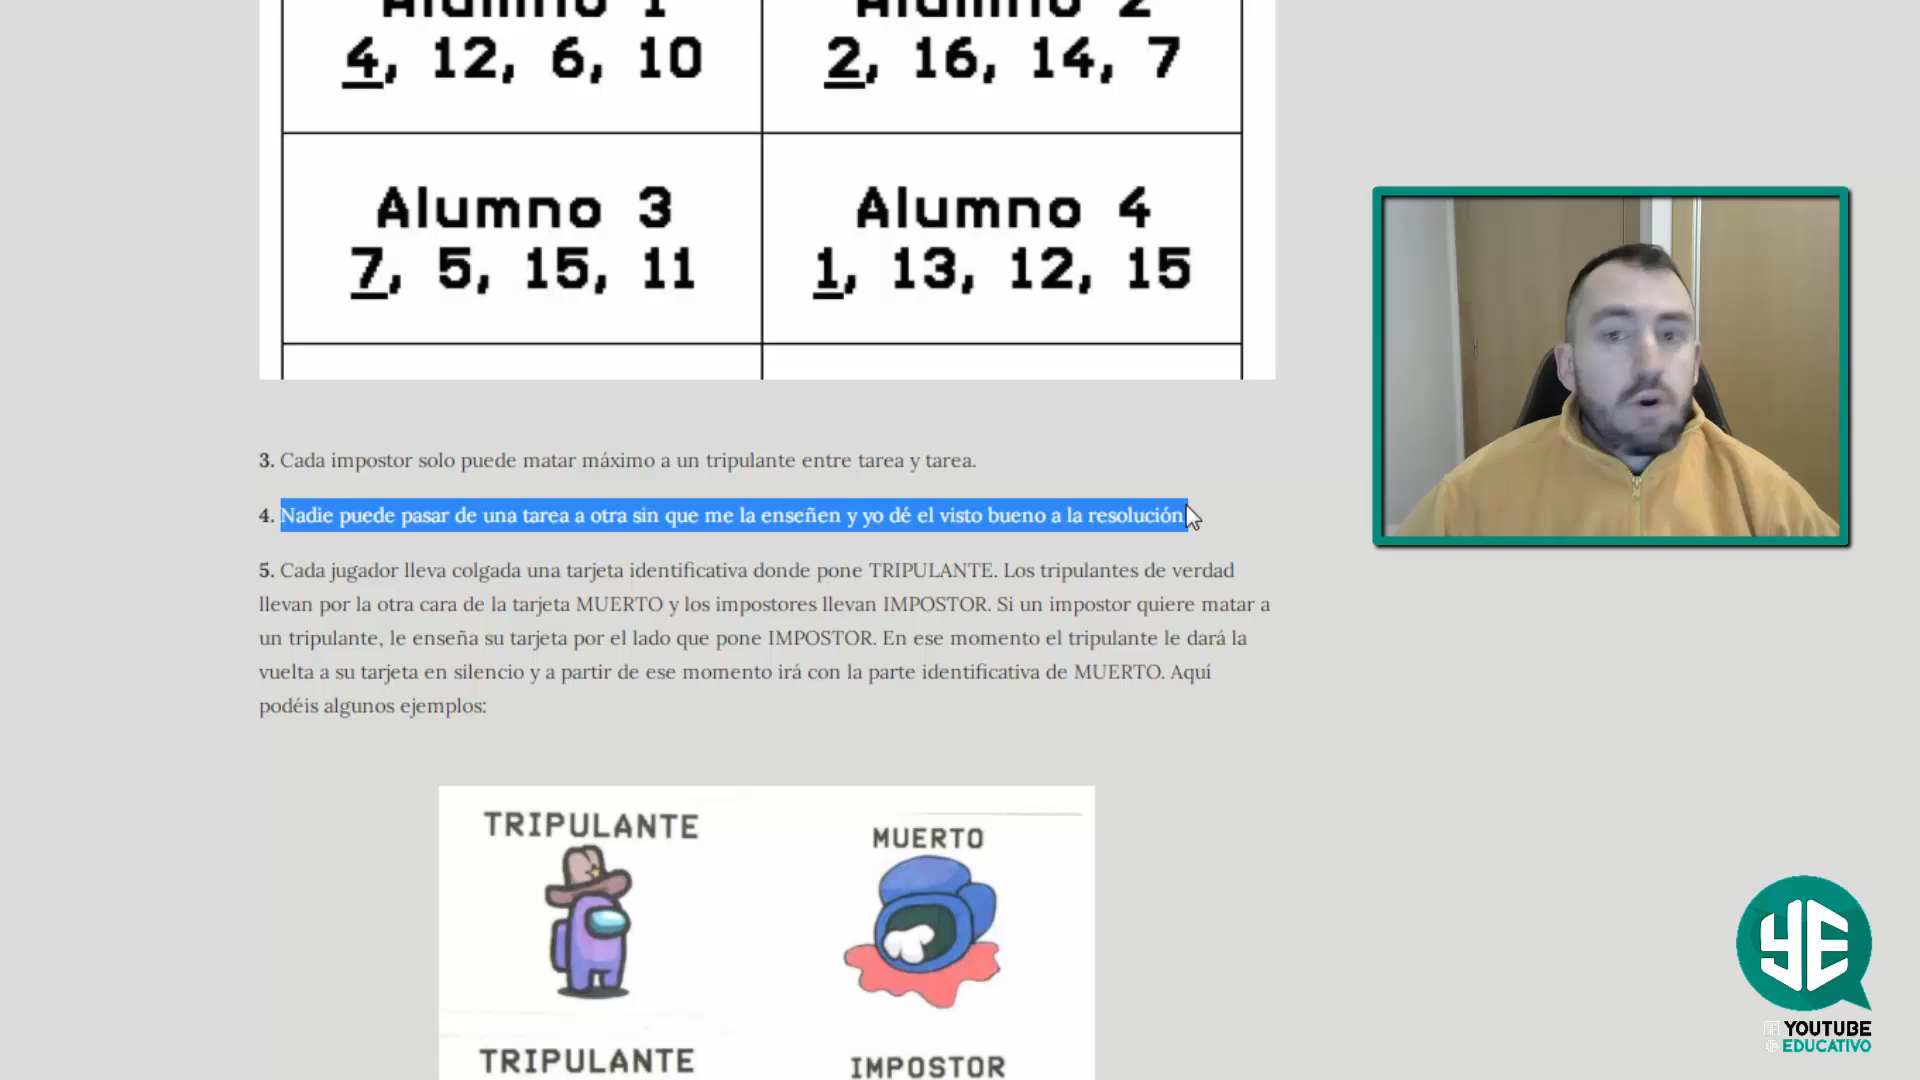 Alumno 1
4, 12, 6, 10
Alumno 2
2, 16, 14, 7
Alumno 3
7, 5, 15, 11
Alumno 4
1, 13, 12, 15
3. Cada impostor solo puede matar máximo a un tripulante entre tarea y tarea.
4. Nadie puede pasar de una tarea a otra sin que me la enseñen y yo dé el visto bueno a la resolución.
5. Cada jugador lleva colgada una tarjeta identificativa donde pone TRIPULANTE. Los tripulantes de verdad
llevan por la otra cara de la tarjeta MUERTO y los impostores llevan IMPOSTOR. Si un impostor quiere matar a
un tripulante, le enseña su tarjeta por el lado que pone IMPOSTOR. En ese momento el tripulante le dará la
vuelta a su tarjeta en silencio y a partir de ese momento irá con la parte identificativa de MUERTO. Aquí
podéis algunos ejemplos:
TRIPULANTE
MUERTO
TRIPULANTE
IMPOSTOR
YE
YOUTUBE
EDUCATIVO